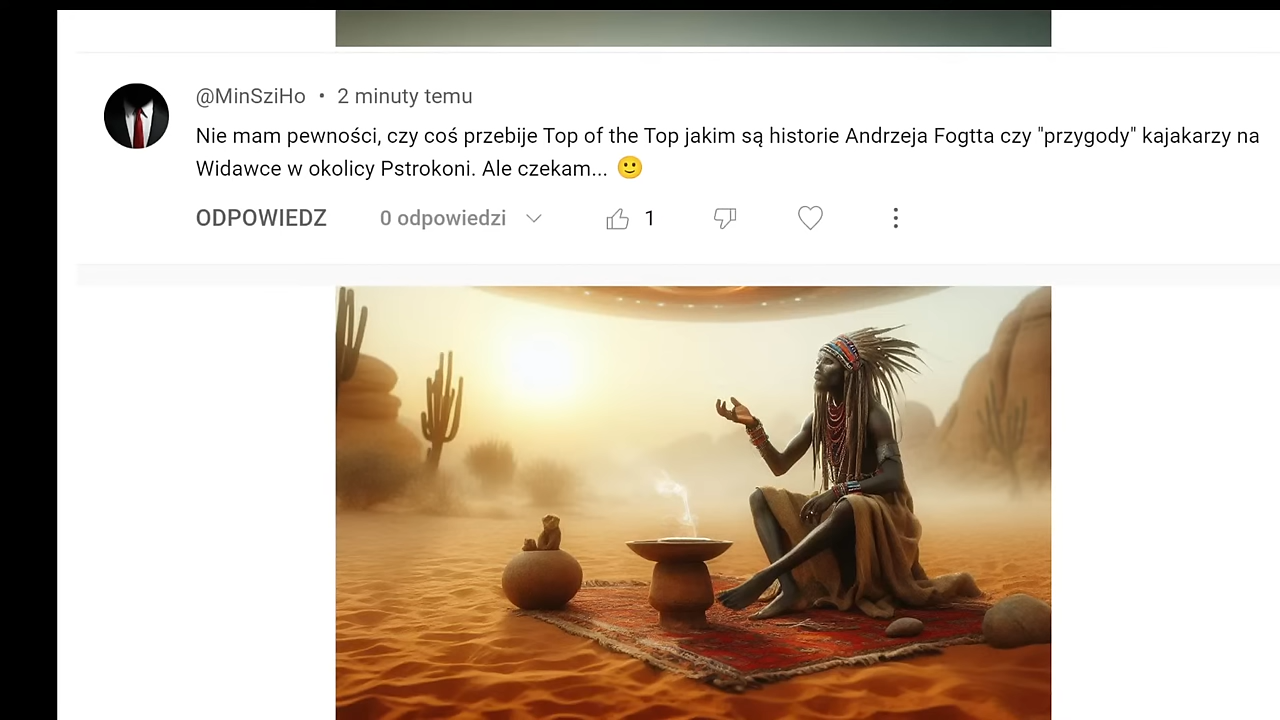 @MinSziHo • 2 minuty temu
Nie mam pewności, czy coś przebije Top of the Top jakim są historie Andrzeja Fogtta czy "przygody" kajakarzy na
Widawce w okolicy Pstrokoni. Ale czekam... 🙂
ODPOWIEDZ 0 odpowiedzi 1